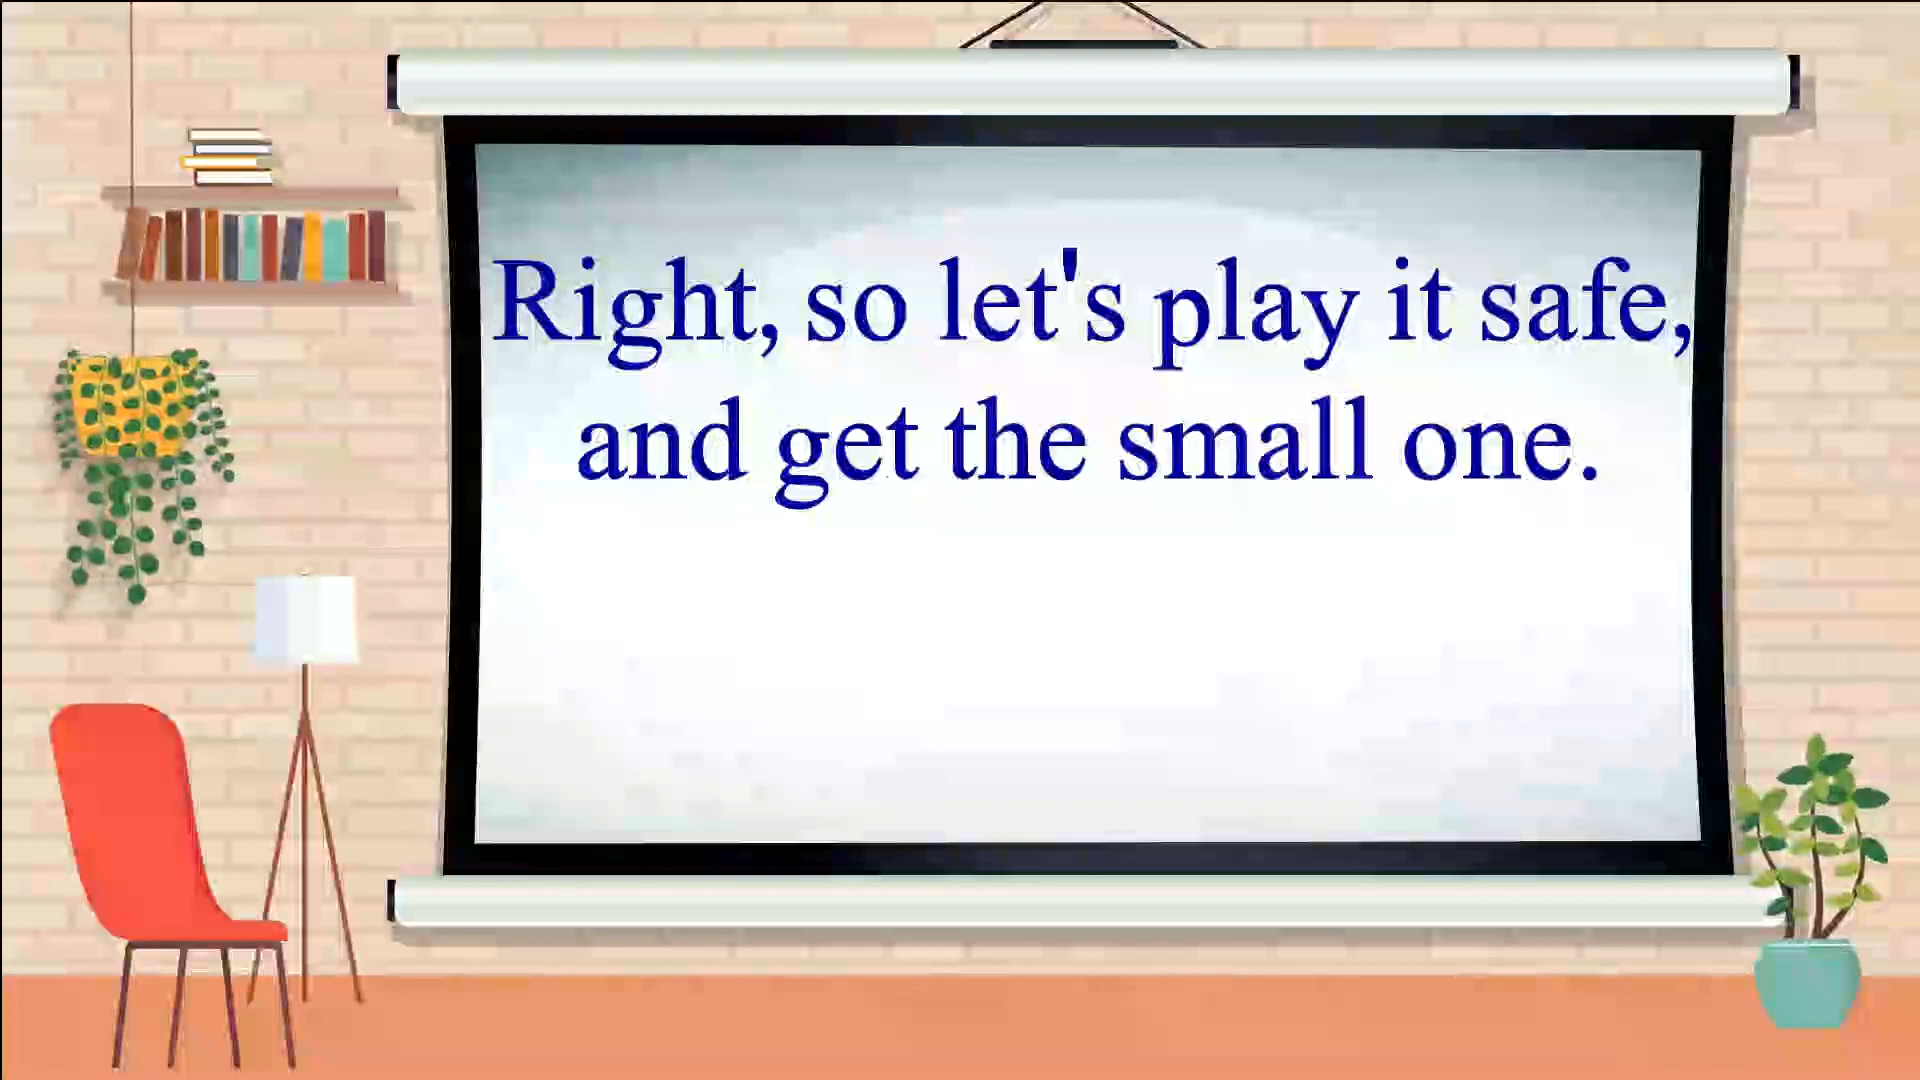 Right, so let's play it safe,
and get the small one.